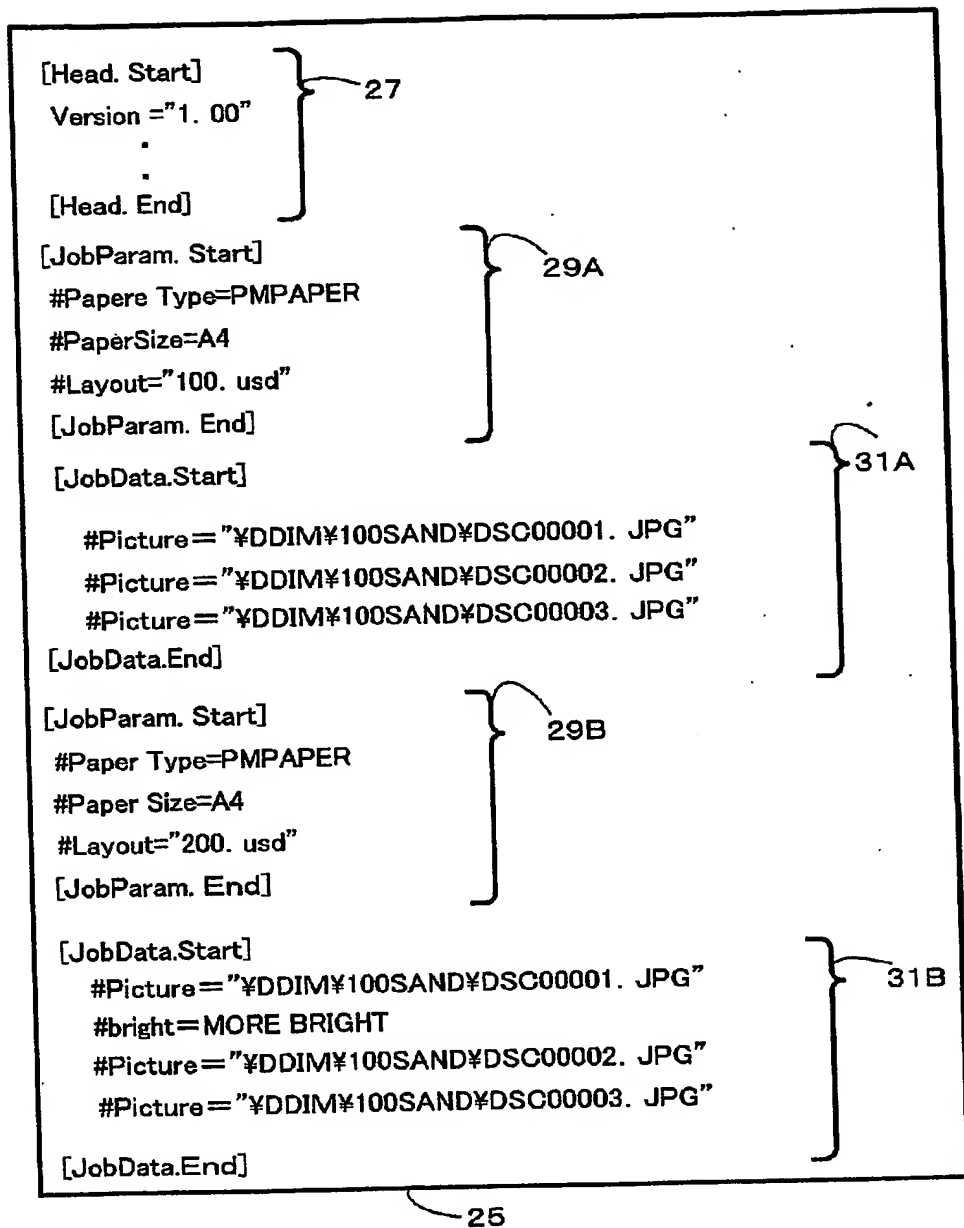 [Head. Start]
27
Version ="1. 00"
.
.
[Head. End]
[JobParam. Start]
29A
#Papere Type=PMPAPER
#PaperSize=A4
#Layout="100. usd"
[JobParam. End]
31A
[JobData.Start]
#Picture="¥DDIM¥100SAND¥DSC00001. JPG"
#Picture="¥DDIM¥100SAND¥DSC00002. JPG"
#Picture="¥DDIM¥100SAND¥DSC00003. JPG"
[JobData.End]
[JobParam. Start]
29B
#Paper Type=PMPAPER
#Paper Size=A4
#Layout="200. usd"
[JobParam. End]
[JobData.Start]
31B
#Picture="¥DDIM¥100SAND¥DSC00001. JPG"
#bright=MORE BRIGHT
#Picture="¥DDIM¥100SAND¥DSC00002. JPG"
#Picture="¥DDIM¥100SAND¥DSC00003. JPG"
[JobData.End]
25